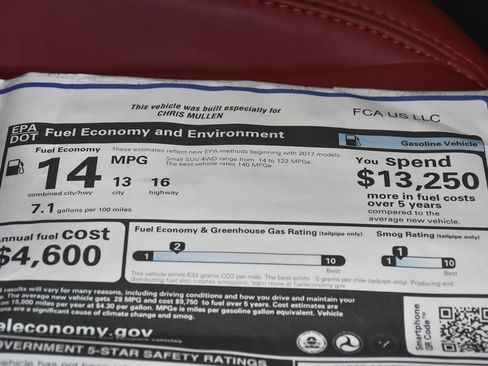 This vehicle was built especially for
CHRIS MULLEN
FCA US LLC
EPA
DOT
Fuel Economy and Environment
Gasoline Vehicle
Fuel Economy
These estimates reflect new EPA methods beginning with 2017 models
14
MPG
Small SUV 4WD range from 14 to 123 MPGe.
The best vehicle rates 140 MPGe.
13
16
combined city/hwy
city
highway
7.1 gallons per 100 miles
You Spend
$13,250
more in fuel costs
over 5 years
compared to the
average new vehicle.
Annual fuel cost
$4,600
Fuel Economy & Greenhouse Gas Rating (tailpipe only)
2
1
10
Best
This vehicle emits 633 grams CO2 per mile. The best emits 0 grams per mile (tailpipe only). Producing and
distributing fuel also creates emissions; learn more at fueleconomy.gov
Smog Rating (tailpipe only)
1
1
10
Best
l results will vary for many reasons, including driving conditions and how you drive and maintain your
The average new vehicle gets 28 MPG and costs
over 5 years. Cost estimates are
on 15,000 miles per year at $4.30 per gallon. MPGe is miles per gasoline gallon equivalent. Vehicle
ons are a significant cause of climate change and smog.
eleconomy.gov
Smartphone
QR Code™
OVERNMENT 5-STAR SAFETY RATINGS